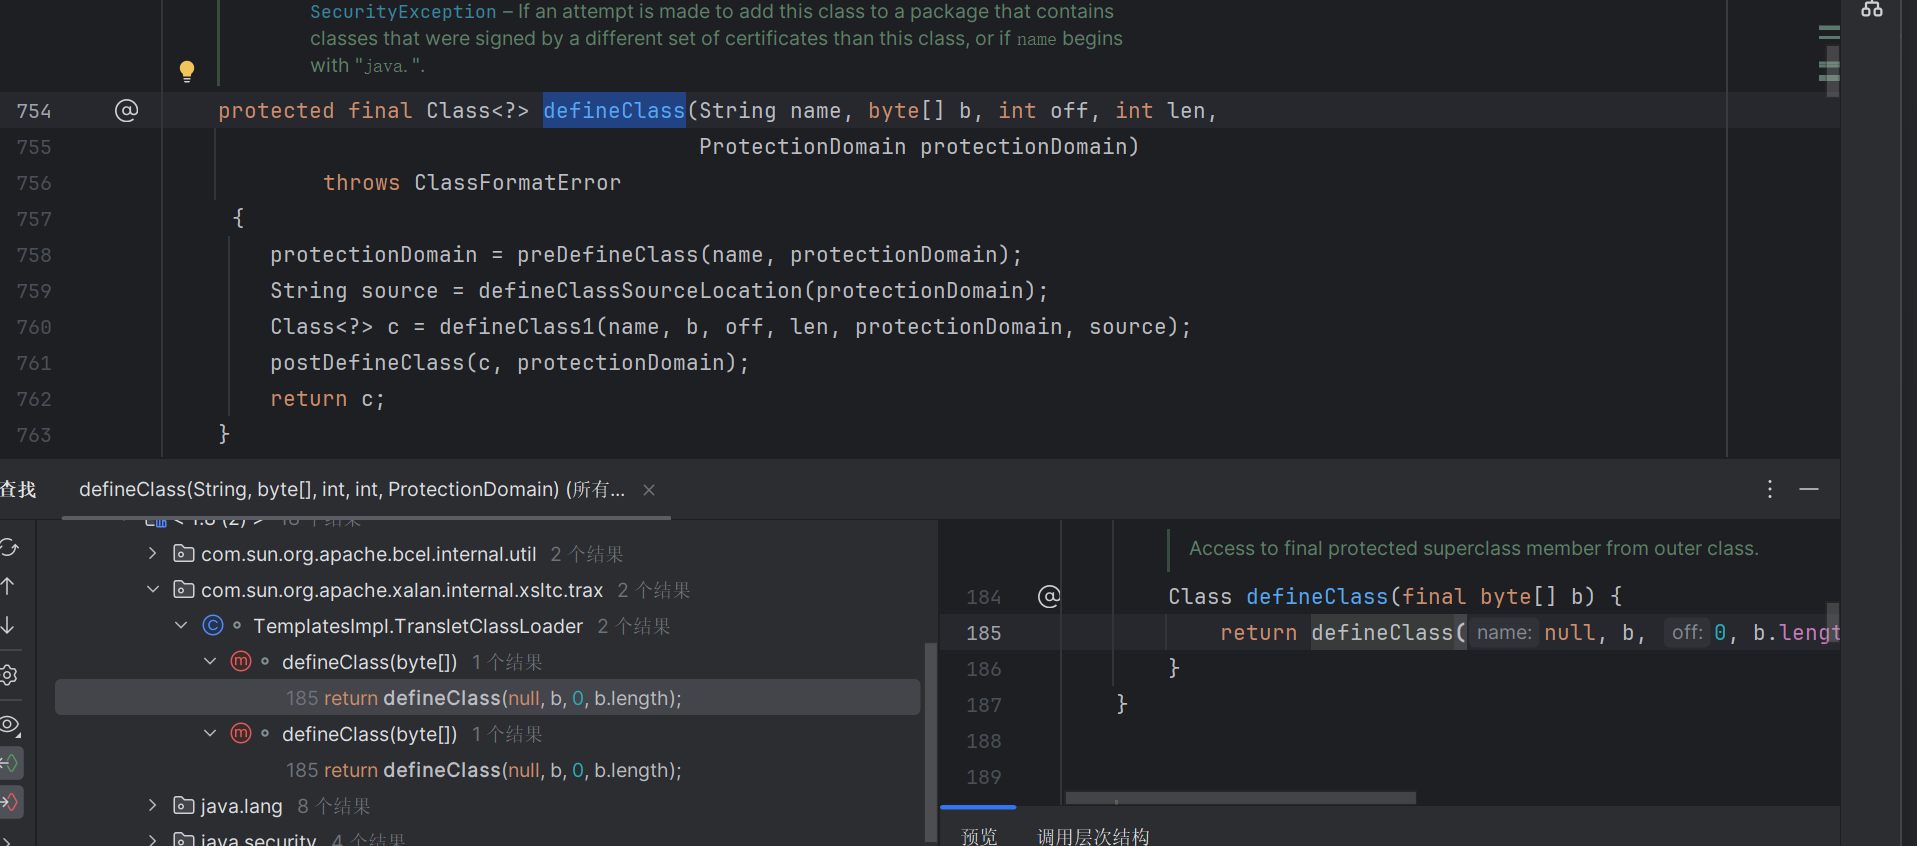 SecurityException – If an attempt is made to add this class to a package that contains
classes that were signed by a different set of certificates than this class, or if name begins
with "java.".
754 protected final Class<?> defineClass(String name, byte[] b, int off, int len,
755 ProtectionDomain protectionDomain)
756 throws ClassFormatError
757 {
758 protectionDomain = preDefineClass(name, protectionDomain);
759 String source = defineClassSourceLocation(protectionDomain);
760 Class<?> c = defineClass1(name, b, off, len, protectionDomain, source);
761 postDefineClass(c, protectionDomain);
762 return c;
763 }
查找 defineClass(String, byte[], int, int, ProtectionDomain) (所有...
< 1.8 (2) > 18 个结果
com.sun.org.apache.bcel.internal.util 2 个结果
com.sun.org.apache.xalan.internal.xsltc.trax 2 个结果
TemplatesImpl.TransletClassLoader 2 个结果
defineClass(byte[]) 1 个结果
185 return defineClass(null, b, 0, b.length);
defineClass(byte[]) 1 个结果
185 return defineClass(null, b, 0, b.length);
java.lang 8 个结果
java.security 4 个结果
Access to final protected superclass member from outer class.
184 Class defineClass(final byte[] b) {
185 return defineClass( name: null, b, off: 0, b.lengt
186 }
187 }
188
189
预览 调用层次结构